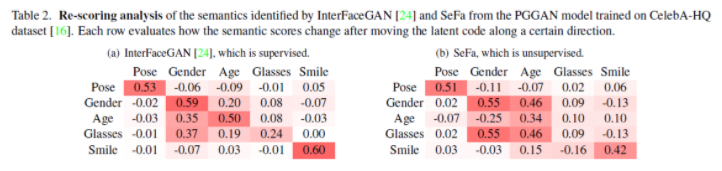 Table 2. Re-scoring analysis of the semantics identified by InterFaceGAN [24] and SeFa from the PGGAN model trained on CelebA-HQ
dataset [16]. Each row evaluates how the semantic scores change after moving the latent code along a certain direction.
(a) InterFaceGAN [24], which is supervised.
Pose Gender Age Glasses Smile
Pose 0.53 -0.06 -0.09 -0.01 0.05
Gender -0.02 0.59 0.20 0.08 -0.07
Age -0.03 0.35 0.50 0.08 -0.03
Glasses -0.01 0.37 0.19 0.24 0.00
Smile -0.01 -0.07 0.03 -0.01 0.60
(b) SeFa, which is unsupervised.
Pose Gender Age Glasses Smile
Pose 0.51 -0.11 -0.07 0.02 0.06
Gender 0.02 0.55 0.46 0.09 -0.13
Age -0.07 -0.25 0.34 0.10 0.10
Glasses 0.02 0.55 0.46 0.09 -0.13
Smile 0.03 -0.03 0.15 -0.16 0.42